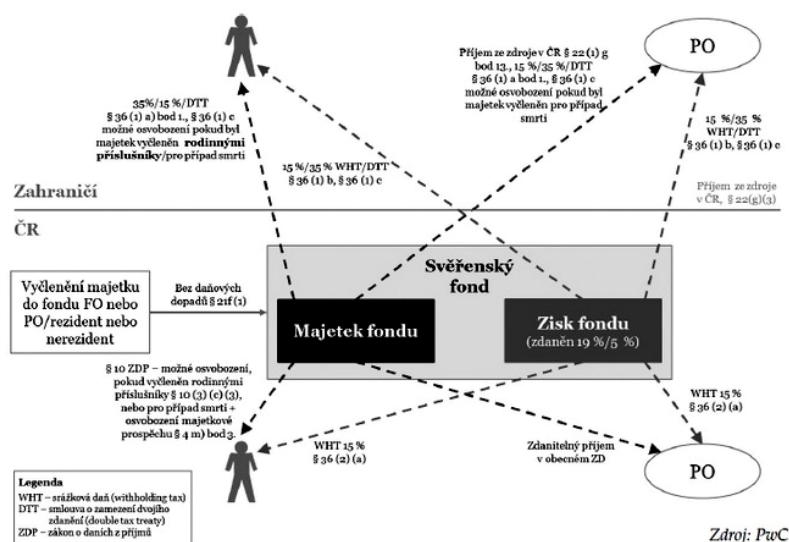 Příjem ze zdroje v ČR § 22 (1) g
bod 13., 15 %/35 %/DTT
§ 36 (1) a bod 1., § 36 (1) c
možné osvobození pokud byl
majetek vyčleněn pro případ
smrti
PO
35%/15 %/DTT
§ 36 (1) a) bod 1., § 36 (1) c
možné osvobození pokud byl
majetek vyčleněn rodinnými
příslušníky/pro případ smrti
15 %/35 % WHT/DTT
§ 36 (1) b, § 36 (1) c
15 %/35 %
WHT/DTT
§ 36 (1) b, § 36 (1) c
Zahraničí
Příjem ze zdroje
v ČR, § 22(g)(3)
ČR
Vyčlenění majetku
do fondu FO nebo
PO/rezident nebo
nerezident
Bez daňových
dopadů § 21f (1)
Svěřenský
fond
Majetek fondu
Zisk fondu
(zdaněn 19 %/5 %)
§ 10 ZDP – možné osvobození,
pokud vyčleněn rodinnými
příslušníky § 10 (3) (c) (3),
nebo pro případ smrti +
osvobození majetkové
prospěchu § 4 m) bod 3.
WHT 15 %
§ 36 (2) (a)
Zdanitelný příjem
v obecném ZD
WHT 15 %
§ 36 (2) (a)
PO
Legenda
WHT – srážková daň (withholding tax)
DTT – smlouva o zamezení dvojího
zdanění (double tax treaty)
ZDP – zákon o daních z příjmů
Zdroj: PwC